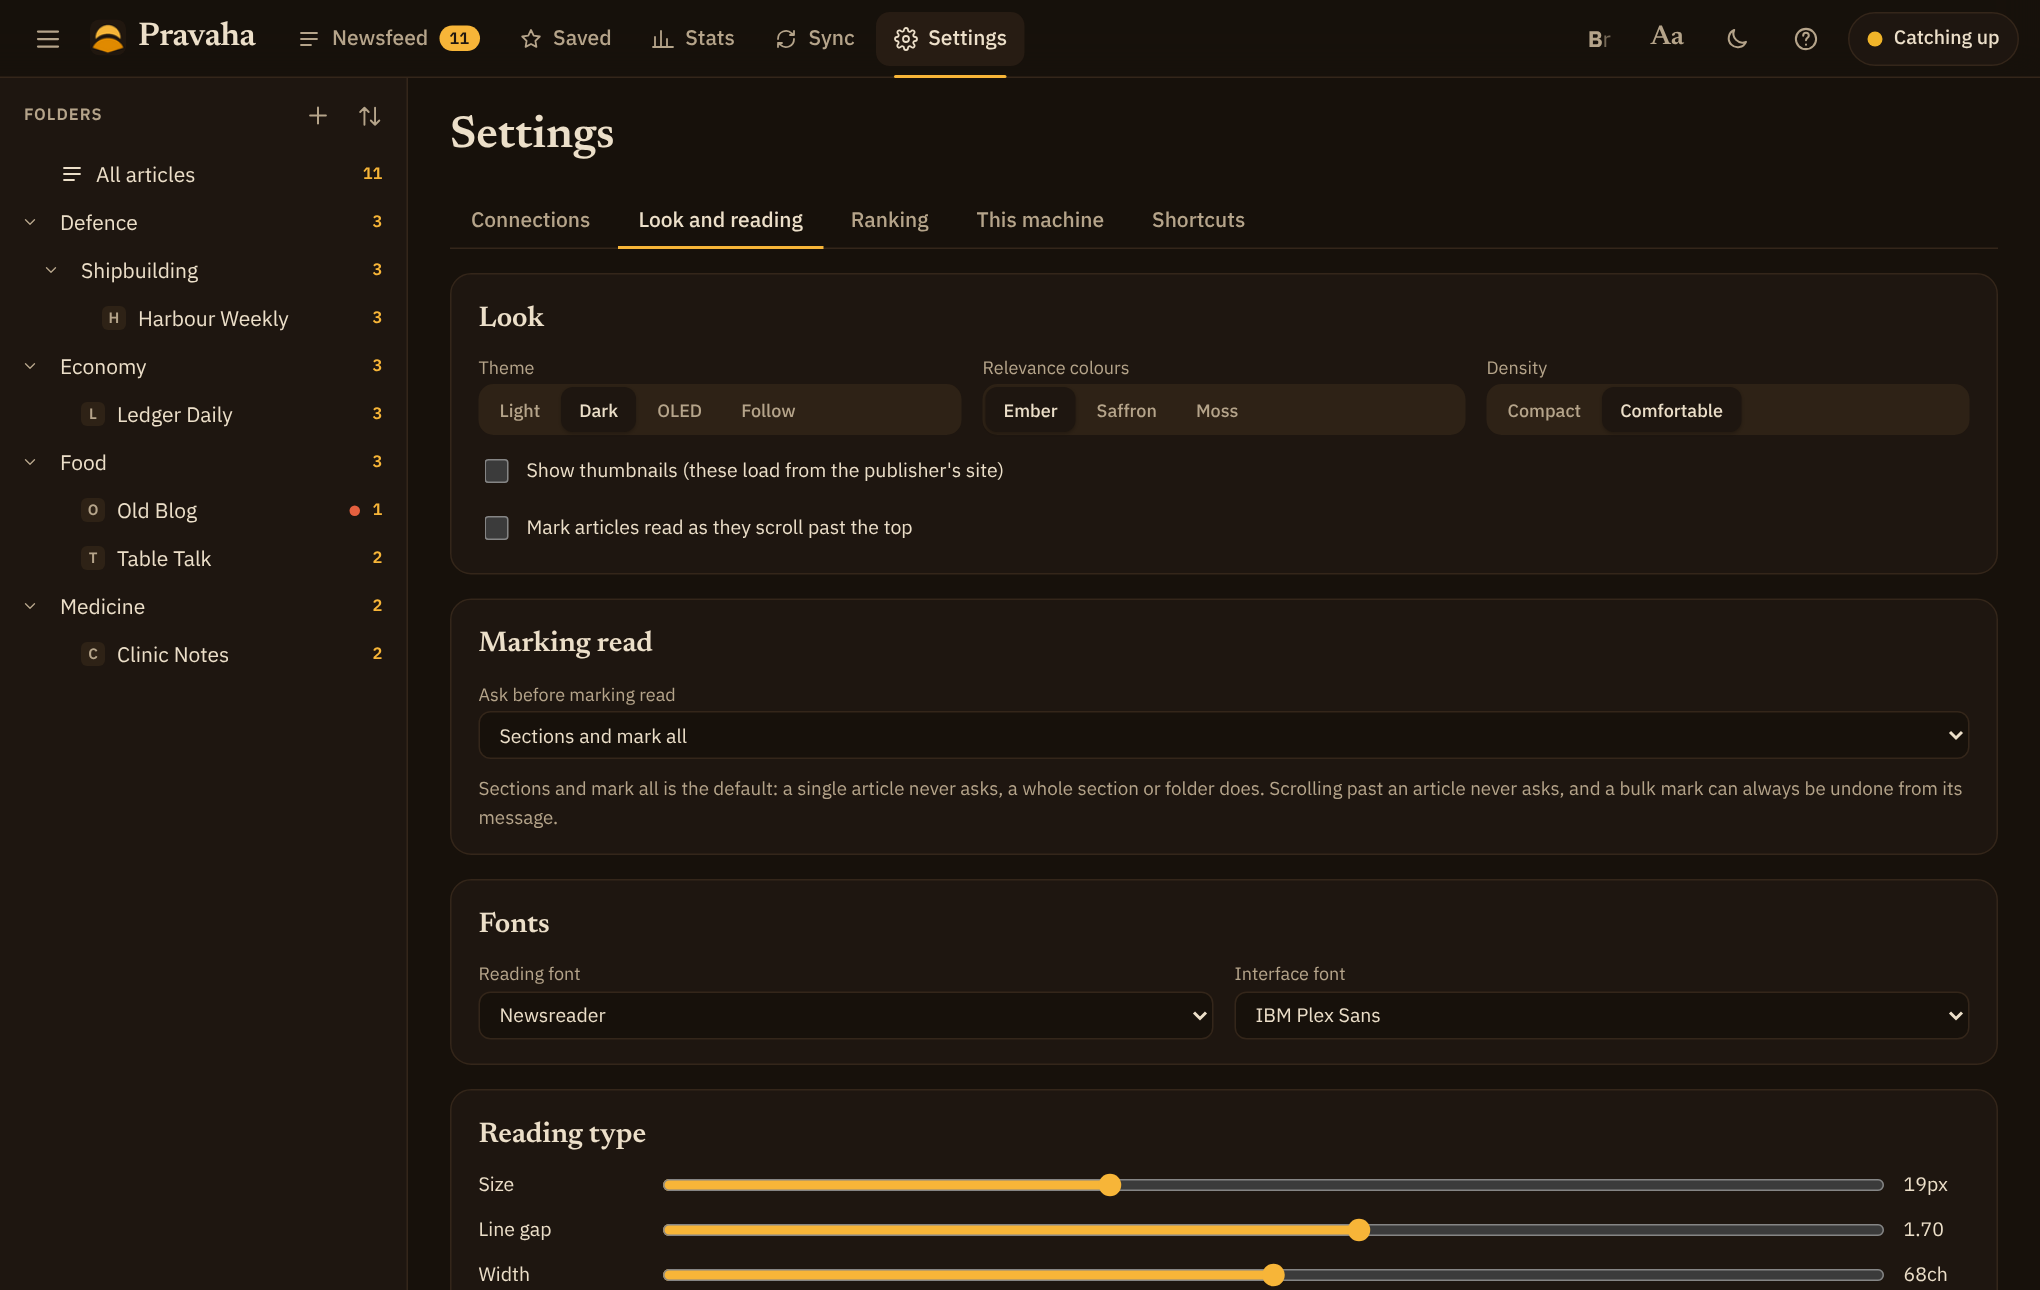 Pravaha
Newsfeed 11
Saved
Stats
Sync
Settings
Br
Aa
Catching up
FOLDERS
All articles 11
Defence 3
Shipbuilding 3
H Harbour Weekly 3
Economy 3
L Ledger Daily 3
Food 3
O Old Blog 1
T Table Talk 2
Medicine 2
C Clinic Notes 2
Settings
Connections Look and reading Ranking This machine Shortcuts
Look
Theme
Light Dark OLED Follow
Relevance colours
Ember Saffron Moss
Density
Compact Comfortable
Show thumbnails (these load from the publisher's site)
Mark articles read as they scroll past the top
Marking read
Ask before marking read
Sections and mark all
Sections and mark all is the default: a single article never asks, a whole section or folder does. Scrolling past an article never asks, and a bulk mark can always be undone from its
message.
Fonts
Reading font
Newsreader
Interface font
IBM Plex Sans
Reading type
Size 19px
Line gap 1.70
Width 68ch